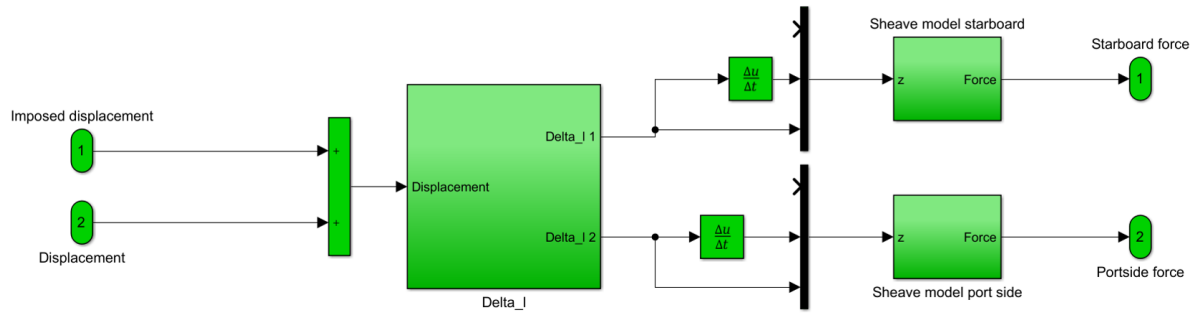 Imposed displacement
1
2
Displacement
+
+
Displacement
Delta_l 1
Delta_l 2
Delta_l
Δu
Δt
Δu
Δt
Sheave model starboard
z
Force
Starboard force
1
z
Force
Sheave model port side
2
Portside force